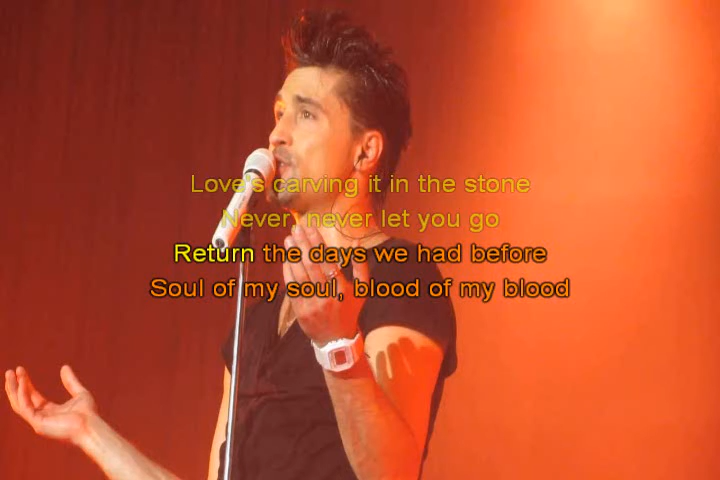 Love's carving it in the stone
Never, never let you go
Return the days we had before
Soul of my soul, blood of my blood